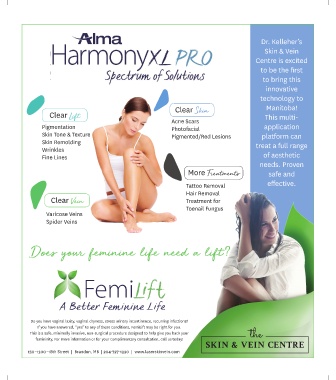 Alma
HarmonyXL PRO
Spectrum of Solutions
Dr. Kelleher's
Skin & Vein
Centre is excited
to be the first
to bring this
innovative
technology to
Manitoba!
This multi-
application
platform can
treat a full range
of aesthetic
needs. Proven
safe and
effective.
Clear Lift
Pigmentation
Skin Tone & Texture
Skin Remolding
Wrinkles
Fine Lines
Clear Skin
Acne Scars
Photofacial
Pigmented/Red Lesions
More Treatments
Tattoo Removal
Hair Removal
Treatment for
Toenail Fungus
Clear Vein
Varicose Veins
Spider Veins
Does your feminine life need a lift?
FemiLift
A Better Feminine Life
the
SKIN & VEIN CENTRE